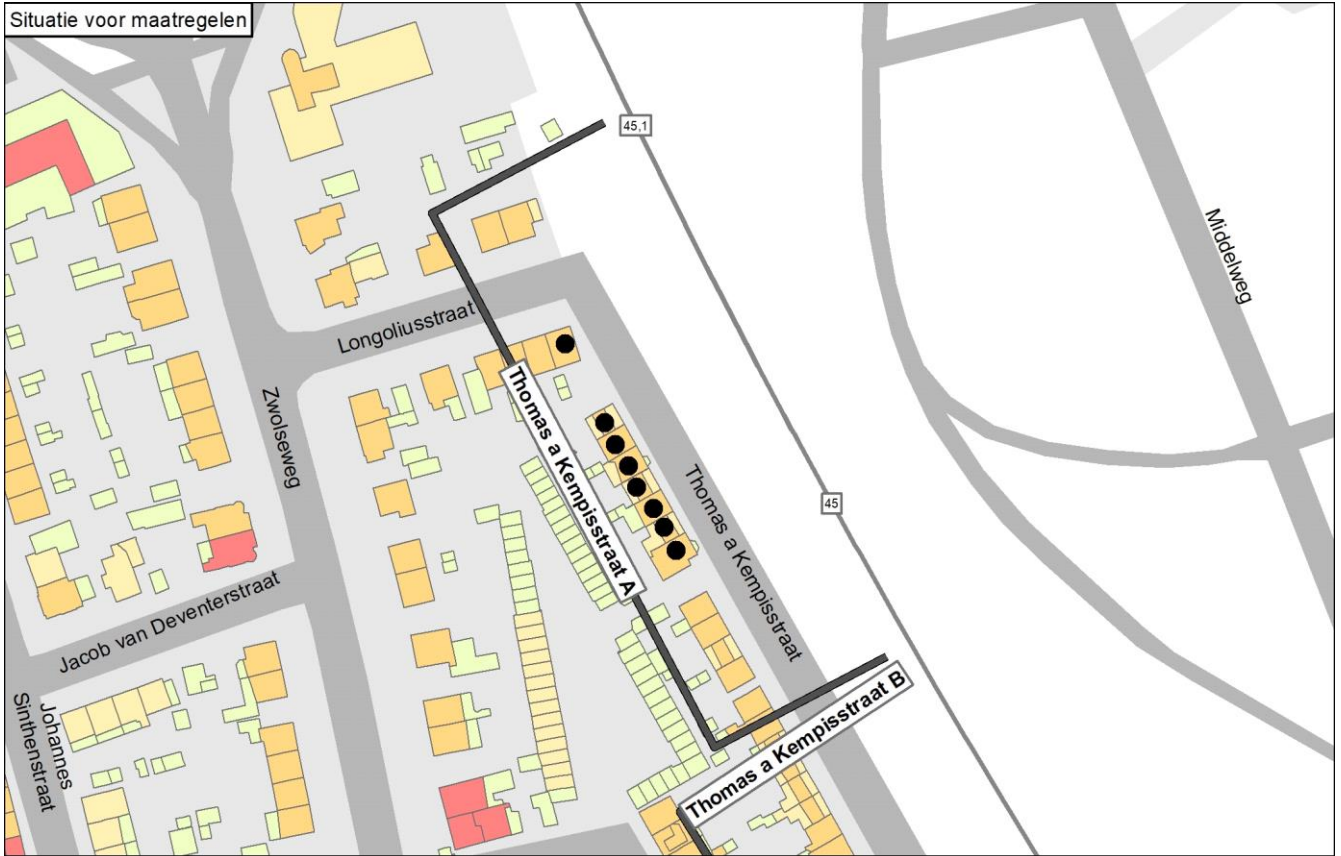 Situatie voor maatregelen
45,1
Middelweg
Longoliusstraat
Zwolseweg
Thomas a Kempisstraat A
Thomas a Kempisstraat
45
Jacob van Deventerstraat
Thomas a Kempisstraat B
Johannes
Sinthenstraat